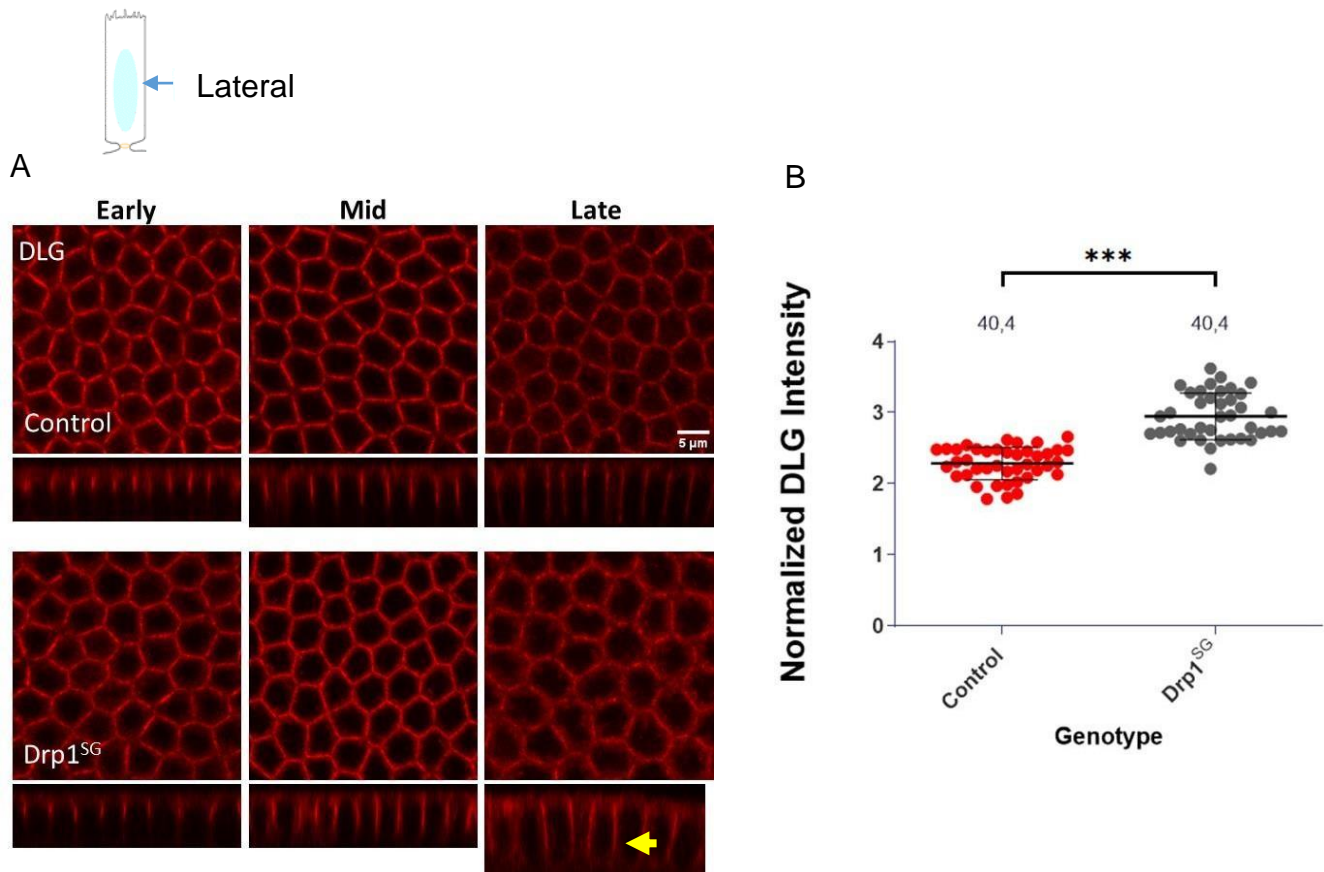 Lateral
A
Early Mid Late
DLG
Control
5 µm
Drp1SG
B
***
40,4 40,4
4
3
2
1
0
Normalized DLG Intensity
Control
Drp1SG
Genotype